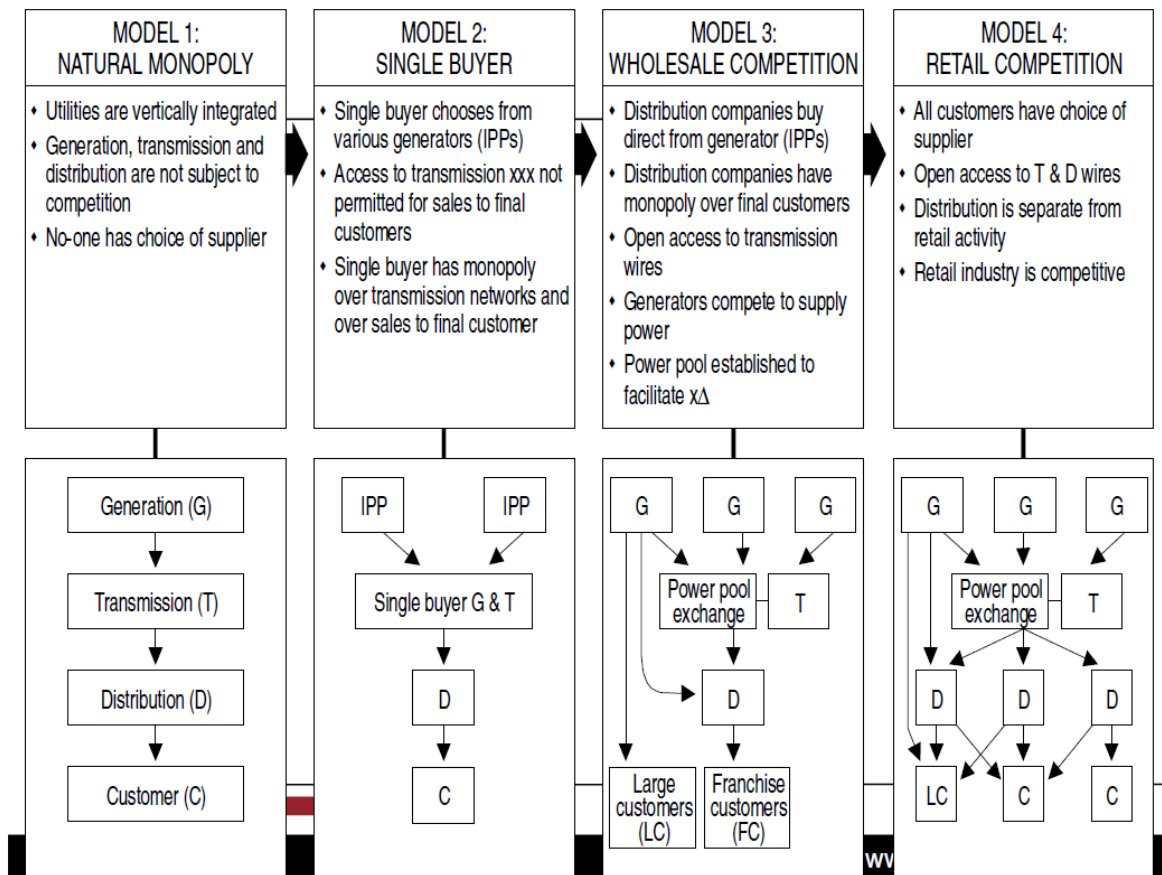 MODEL 1:
NATURAL MONOPOLY
♦ Utilities are vertically integrated
♦ Generation, transmission and
distribution are not subject to
competition
♦ No-one has choice of supplier
MODEL 2:
SINGLE BUYER
♦ Single buyer chooses from
various generators (IPPs)
♦ Access to transmission xxx not
permitted for sales to final
customers
♦ Single buyer has monopoly
over transmission networks and
over sales to final customer
MODEL 3:
WHOLESALE COMPETITION
♦ Distribution companies buy
direct from generator (IPPs)
♦ Distribution companies have
monopoly over final customers
♦ Open access to transmission
wires
♦ Generators compete to supply
power
♦ Power pool established to
facilitate x∆
MODEL 4:
RETAIL COMPETITION
♦ All customers have choice of
supplier
♦ Open access to T & D wires
♦ Distribution is separate from
retail activity
♦ Retail industry is competitive
Generation (G)
Transmission (T)
Distribution (D)
Customer (C)
IPP
IPP
Single buyer G & T
D
C
G
G
G
Power pool
exchange
T
D
Large
customers
(LC)
Franchise
customers
(FC)
G
G
G
Power pool
exchange
T
D
D
D
LC
C
C